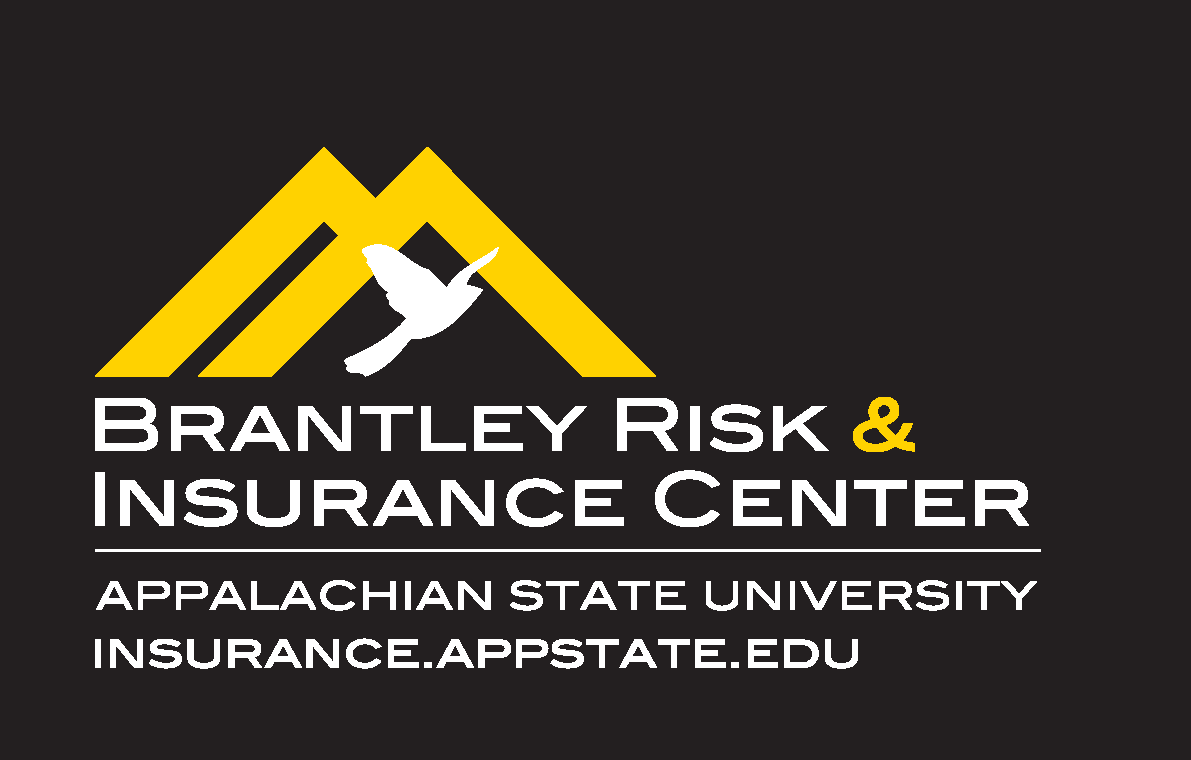 BRANTLEY RISK &
INSURANCE CENTER
APPALACHIAN STATE UNIVERSITY
INSURANCE.APPSTATE.EDU